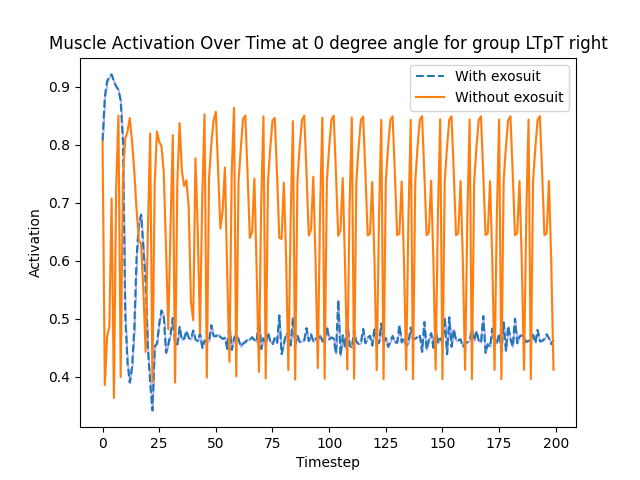 Muscle Activation Over Time at 0 degree angle for group LTpT right
With exosuit
Without exosuit
0.9
0.8
0.7
0.6
0.5
0.4
Activation
0 25 50 75 100 125 150 175 200
Timestep